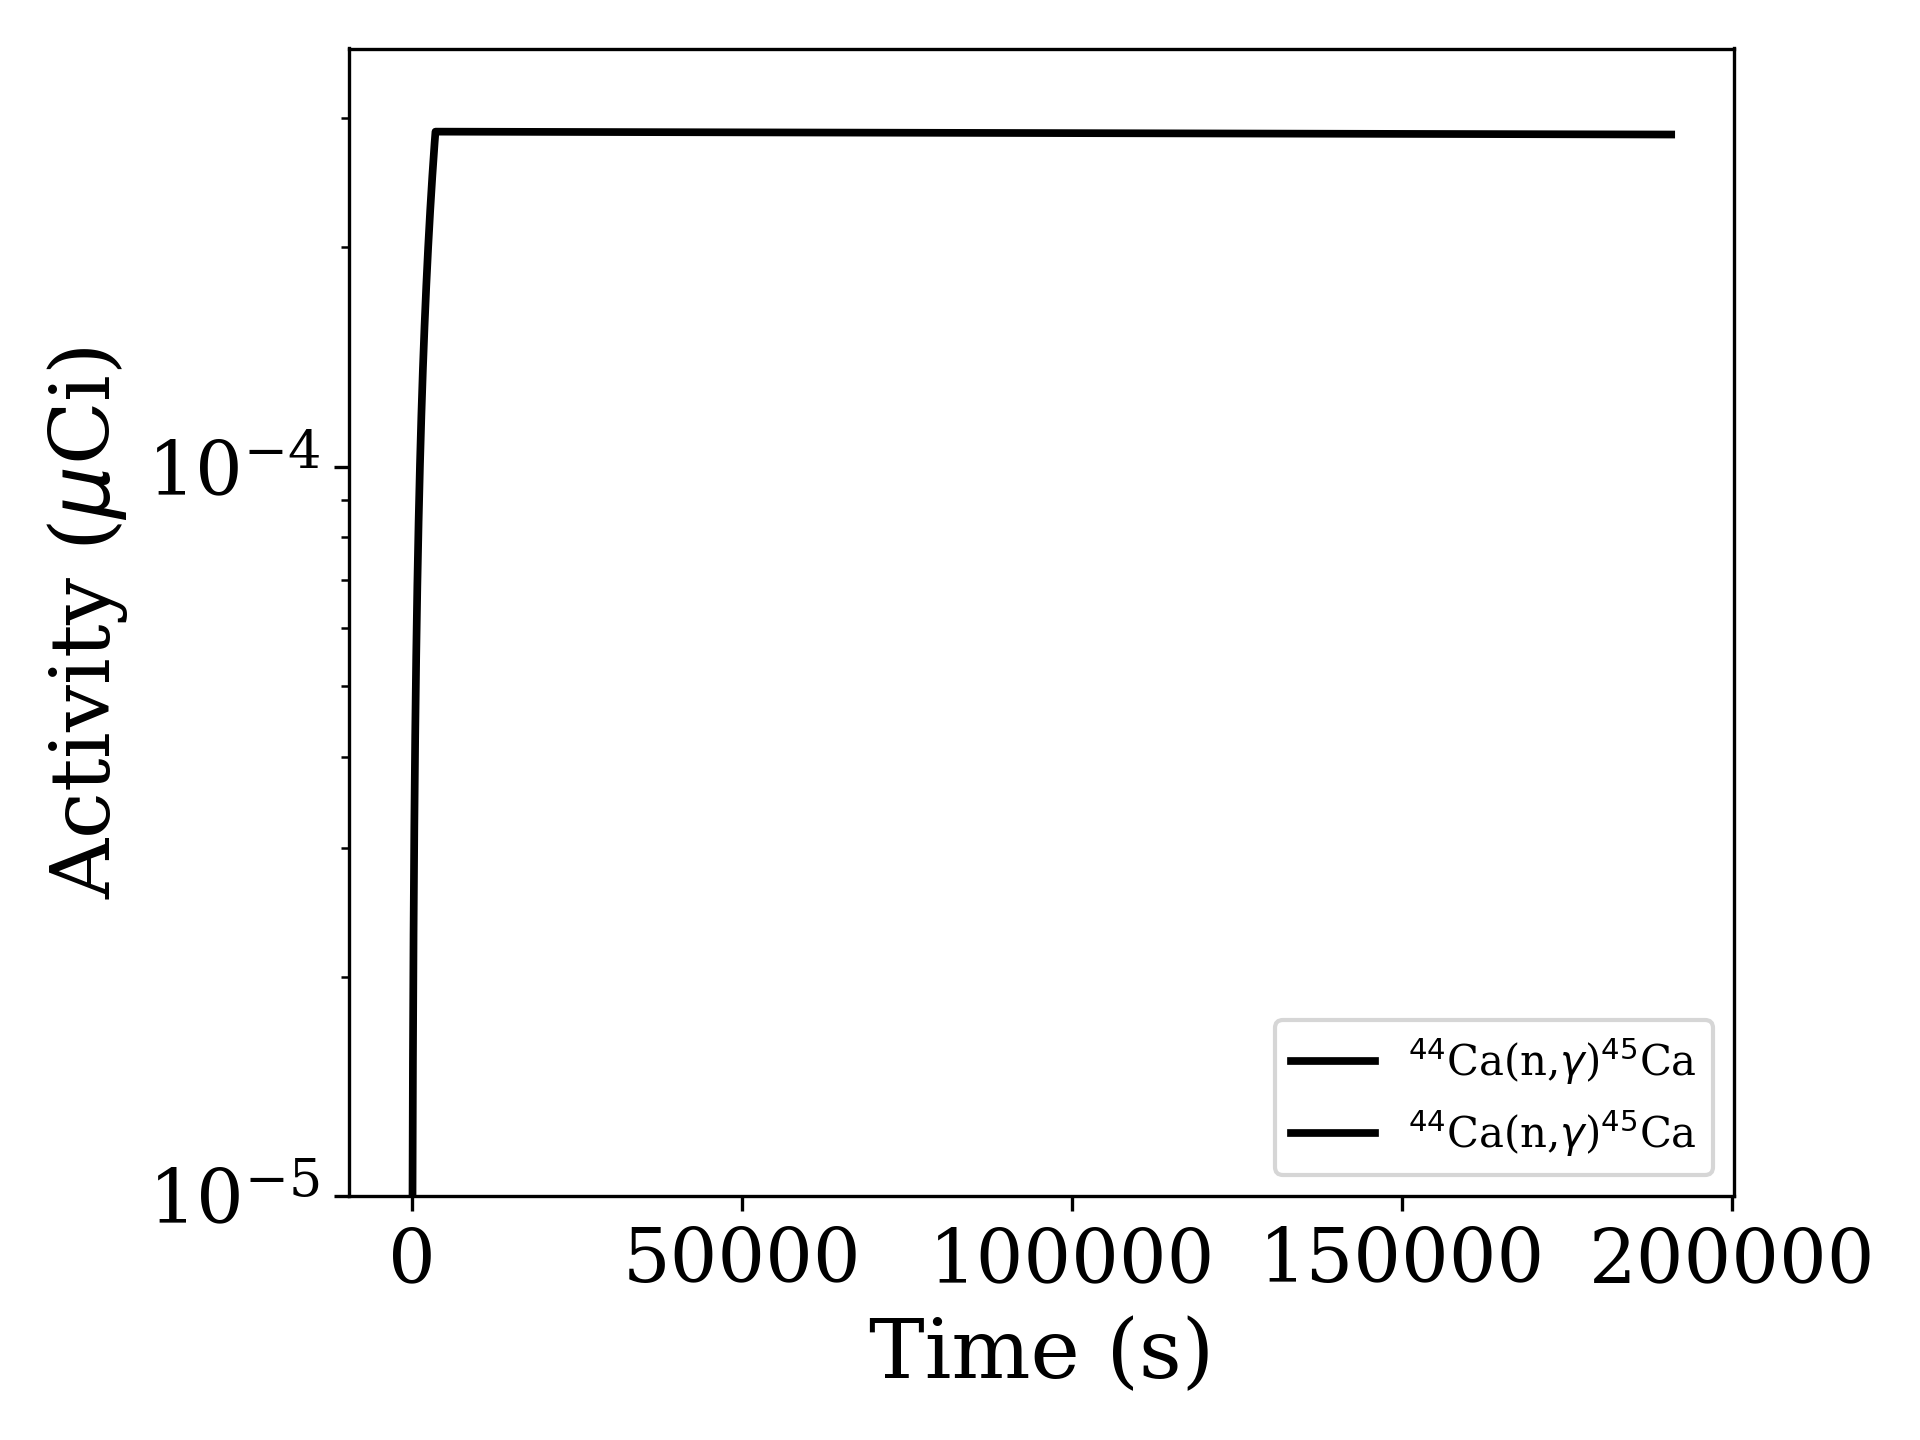 Activity (μCi)
10⁻⁴
10⁻⁵
⁴⁴Ca(n,γ)⁴⁵Ca
⁴⁴Ca(n,γ)⁴⁵Ca
0 50000 100000 150000 200000
Time (s)